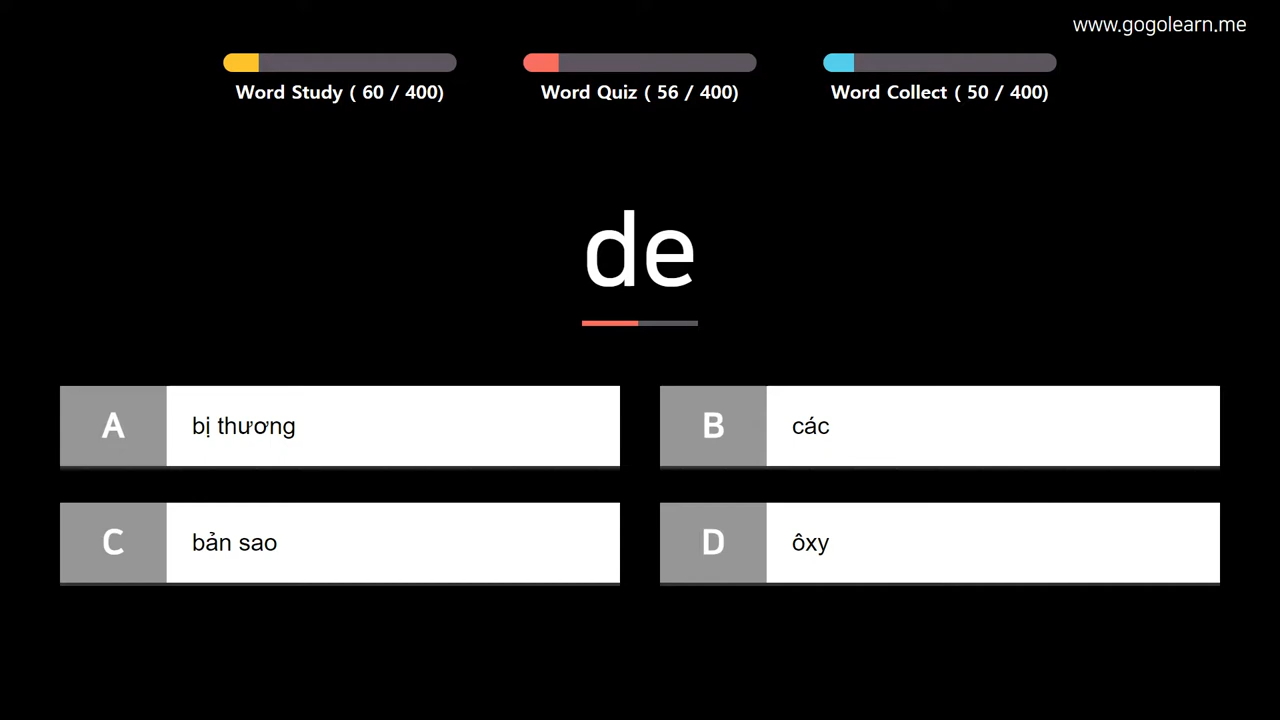 www.gogolearn.me
Word Study ( 60 / 400)
Word Quiz ( 56 / 400)
Word Collect ( 50 / 400)
de
A bị thương
B các
C bản sao
D ôxy